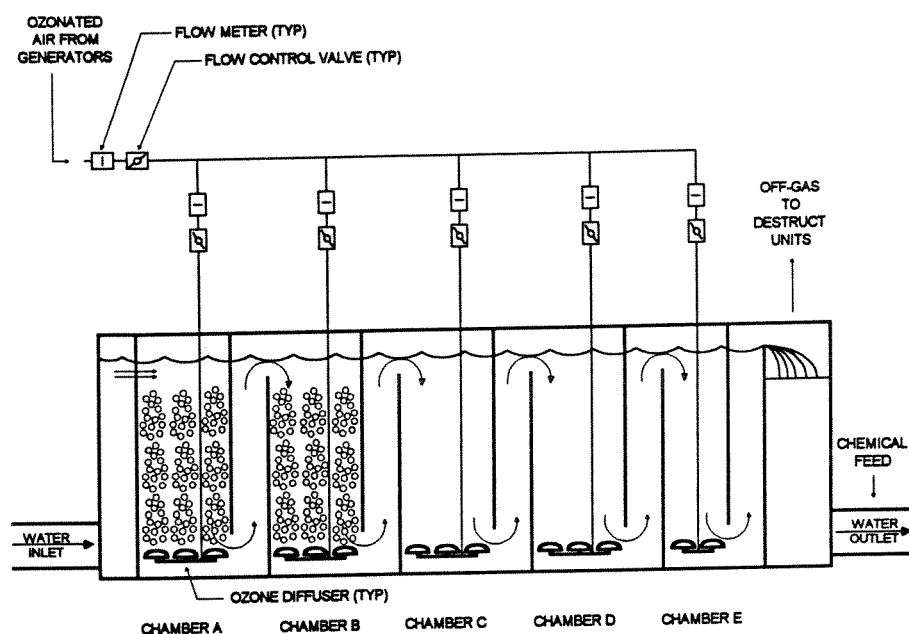 OZONATED
AIR FROM
GENERATORS
FLOW METER (TYP)
FLOW CONTROL VALVE (TYP)
OFF-GAS
TO
DESTRUCT
UNITS
CHEMICAL
FEED
WATER
INLET
WATER
OUTLET
OZONE DIFFUSER (TYP)
CHAMBER A
CHAMBER B
CHAMBER C
CHAMBER D
CHAMBER E